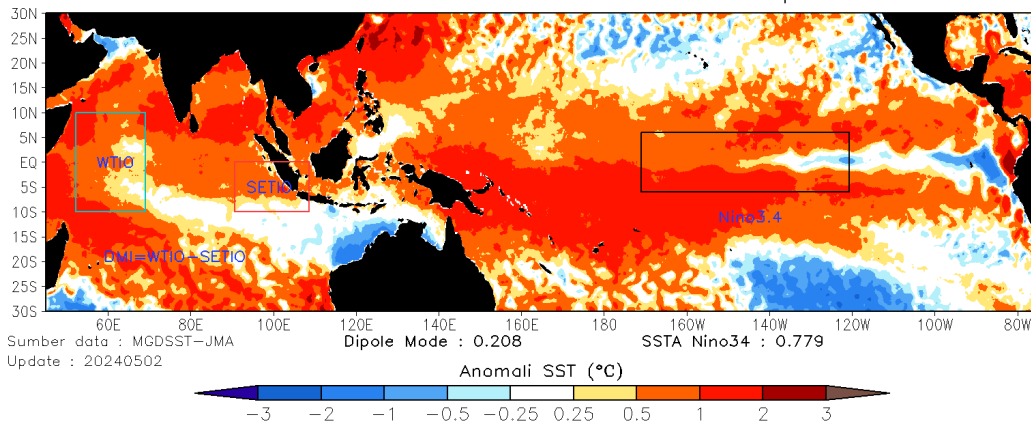 30N
25N
20N
15N
10N
5N
EQ
5S
10S
15S
20S
25S
30S
WTIO
SETIO
Nino3.4
DMI=WTIO-SETIO
60E 80E 100E 120E 140E 160E 180 160W 140W 120W 100W 80W
Sumber data : MGDSST-JMA
Dipole Mode : 0.208
SSTA Nino34 : 0.779
Update : 20240502
Anomali SST (°C)
-3 -2 -1 -0.5 -0.25 0.25 0.5 1 2 3